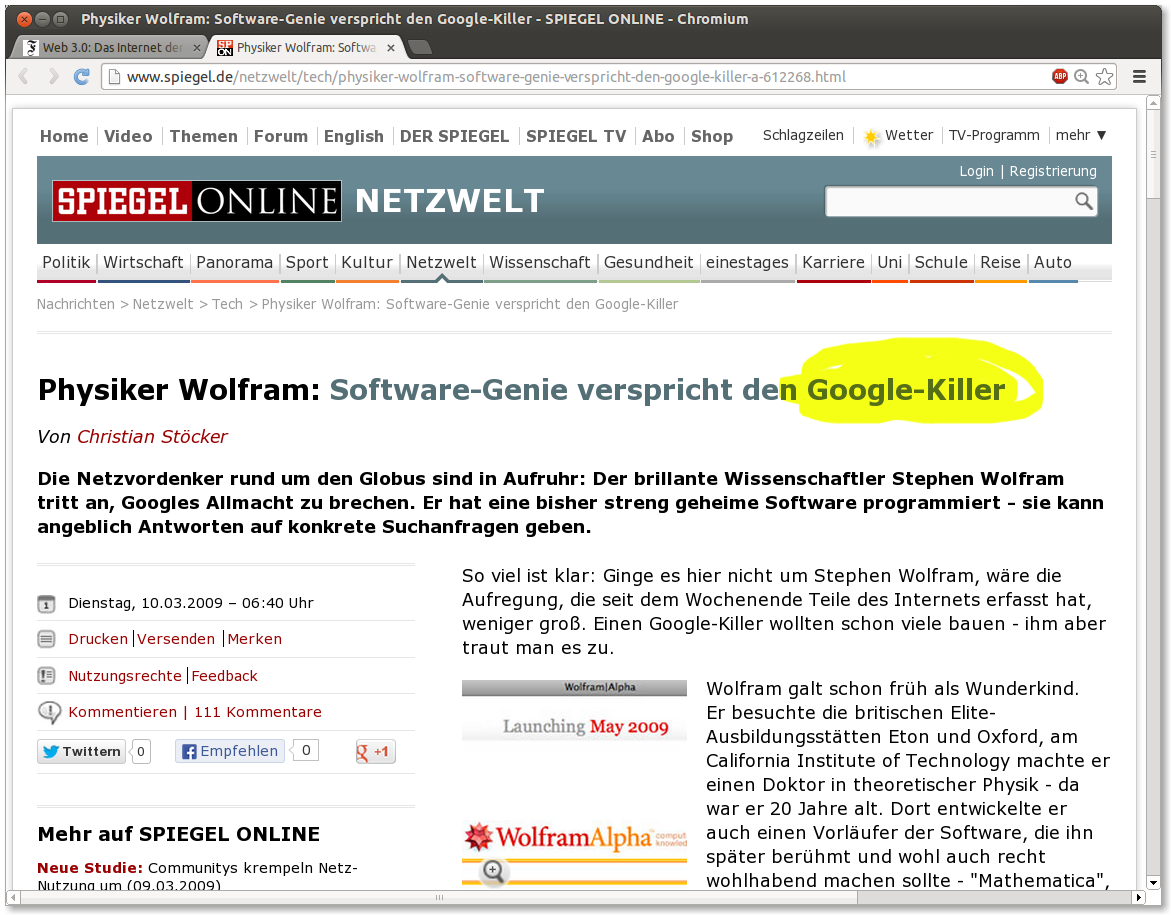 Physiker Wolfram: Software-Genie verspricht den Google-Killer - SPIEGEL ONLINE - Chromium
Web 3.0: Das Internet der
Physiker Wolfram: Softwa
www.spiegel.de/netzwelt/tech/physiker-wolfram-software-genie-verspricht-den-google-killer-a-612268.html
ABP
Home Video Themen Forum English DER SPIEGEL SPIEGEL TV Abo Shop Schlagzeilen Wetter TV-Programm mehr ▼
Login | Registrierung
SPIEGEL ONLINE NETZWELT
Politik Wirtschaft Panorama Sport Kultur Netzwelt Wissenschaft Gesundheit einestages Karriere Uni Schule Reise Auto
Nachrichten > Netzwelt > Tech > Physiker Wolfram: Software-Genie verspricht den Google-Killer
Physiker Wolfram: Software-Genie verspricht den Google-Killer
Von Christian Stöcker
Die Netzvordenker rund um den Globus sind in Aufruhr: Der brillante Wissenschaftler Stephen Wolfram
tritt an, Googles Allmacht zu brechen. Er hat eine bisher streng geheime Software programmiert – sie kann
angeblich Antworten auf konkrete Suchanfragen geben.
Dienstag, 10.03.2009 – 06:40 Uhr
Drucken | Versenden | Merken
Nutzungsrechte | Feedback
Kommentieren | 111 Kommentare
Twittern 0 Empfehlen 0 g +1
Mehr auf SPIEGEL ONLINE
Neue Studie: Communitys krempeln Netz-
Nutzung um (09.03.2009)
So viel ist klar: Ginge es hier nicht um Stephen Wolfram, wäre die
Aufregung, die seit dem Wochenende Teile des Internets erfasst hat,
weniger groß. Einen Google-Killer wollten schon viele bauen - ihm aber
traut man es zu.
Wolfram|Alpha
Launching May 2009
WolframAlpha™ comput
knowled
Wolfram galt schon früh als Wunderkind.
Er besuchte die britischen Elite-
Ausbildungsstätten Eton und Oxford, am
California Institute of Technology machte er
einen Doktor in theoretischer Physik - da
war er 20 Jahre alt. Dort entwickelte er
auch einen Vorläufer der Software, die ihn
später berühmt und wohl auch recht
wohlhabend machen sollte - "Mathematica",